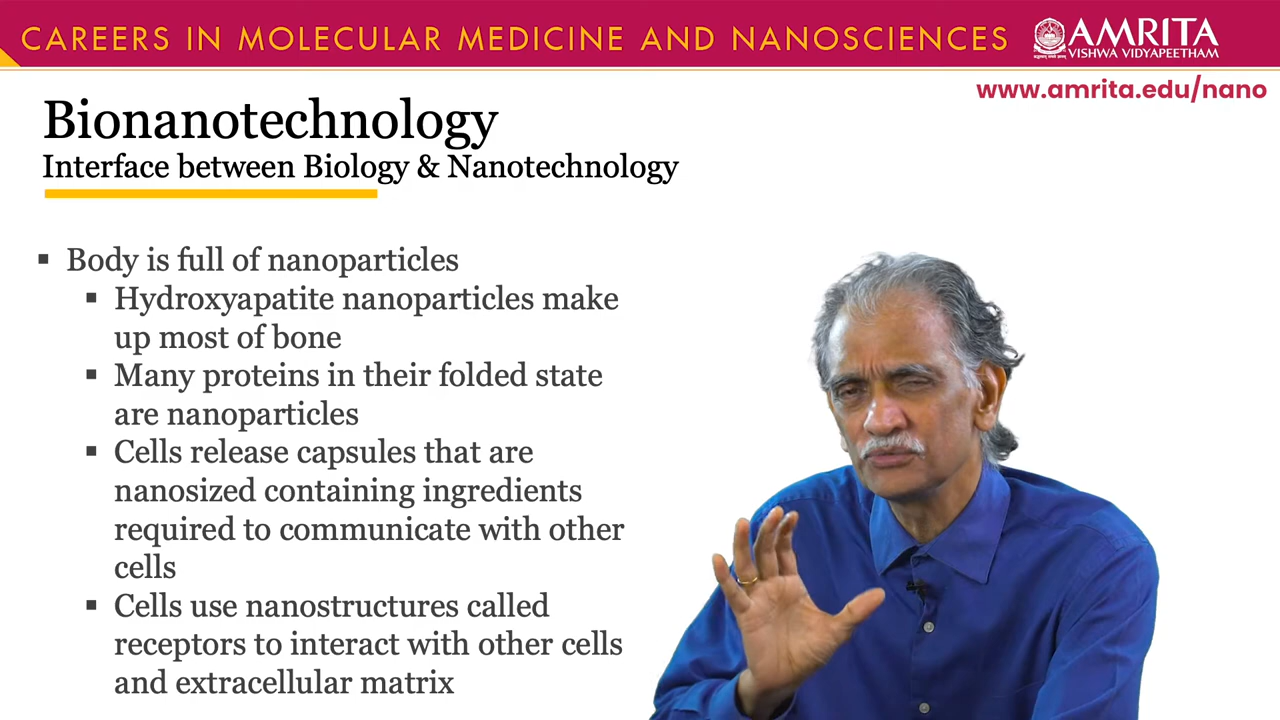 CAREERS IN MOLECULAR MEDICINE AND NANOSCIENCES
AMRITA
VISHWA VIDYAPEETHAM
www.amrita.edu/nano
Bionanotechnology
Interface between Biology & Nanotechnology
▪ Body is full of nanoparticles
▪ Hydroxyapatite nanoparticles make
up most of bone
▪ Many proteins in their folded state
are nanoparticles
▪ Cells release capsules that are
nanosized containing ingredients
required to communicate with other
cells
▪ Cells use nanostructures called
receptors to interact with other cells
and extracellular matrix